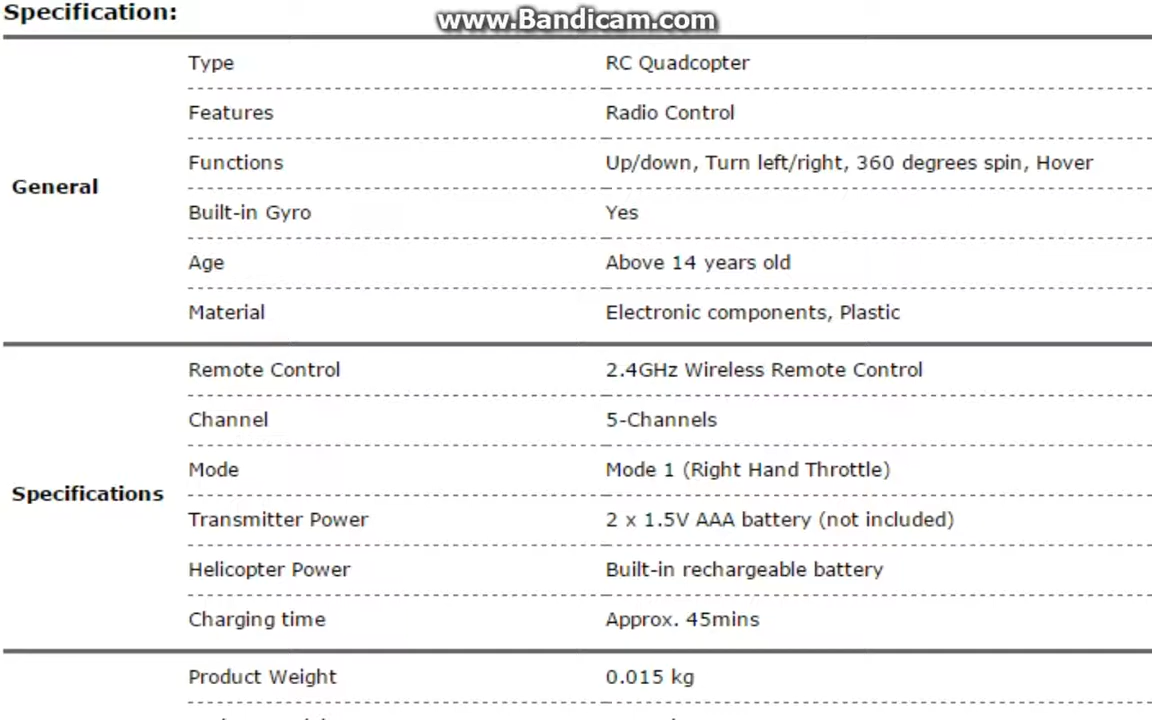 Specification:
www.Bandicam.com
Type RC Quadcopter
Features Radio Control
Functions Up/down, Turn left/right, 360 degrees spin, Hover
General
Built-in Gyro Yes
Age Above 14 years old
Material Electronic components, Plastic
Remote Control 2.4GHz Wireless Remote Control
Channel 5-Channels
Mode Mode 1 (Right Hand Throttle)
Specifications
Transmitter Power 2 x 1.5V AAA battery (not included)
Helicopter Power Built-in rechargeable battery
Charging time Approx. 45mins
Product Weight 0.015 kg